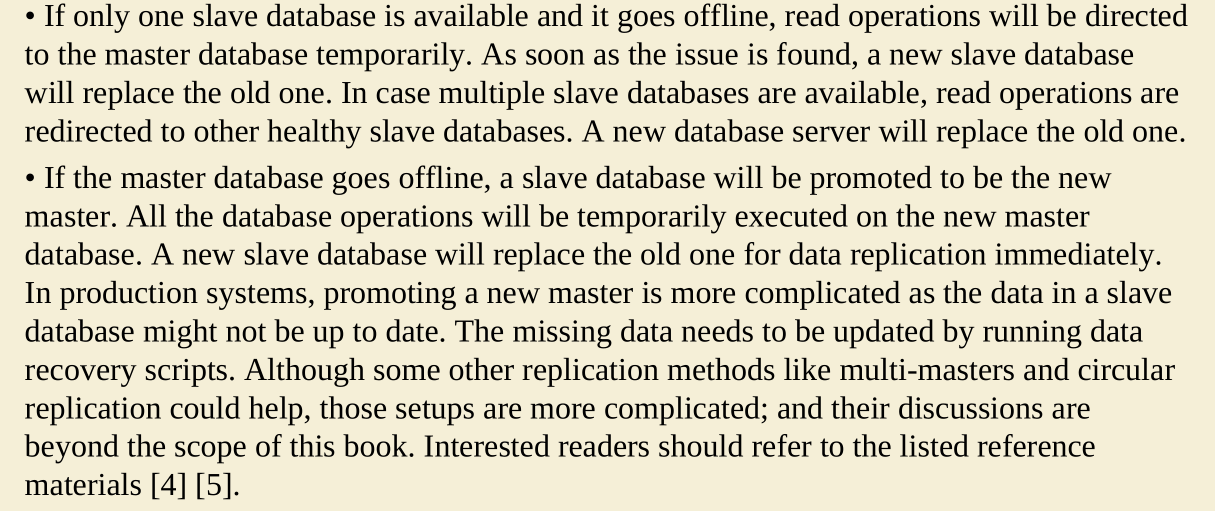 • If only one slave database is available and it goes offline, read operations will be directed
to the master database temporarily. As soon as the issue is found, a new slave database
will replace the old one. In case multiple slave databases are available, read operations are
redirected to other healthy slave databases. A new database server will replace the old one.
• If the master database goes offline, a slave database will be promoted to be the new
master. All the database operations will be temporarily executed on the new master
database. A new slave database will replace the old one for data replication immediately.
In production systems, promoting a new master is more complicated as the data in a slave
database might not be up to date. The missing data needs to be updated by running data
recovery scripts. Although some other replication methods like multi-masters and circular
replication could help, those setups are more complicated; and their discussions are
beyond the scope of this book. Interested readers should refer to the listed reference
materials [4] [5].